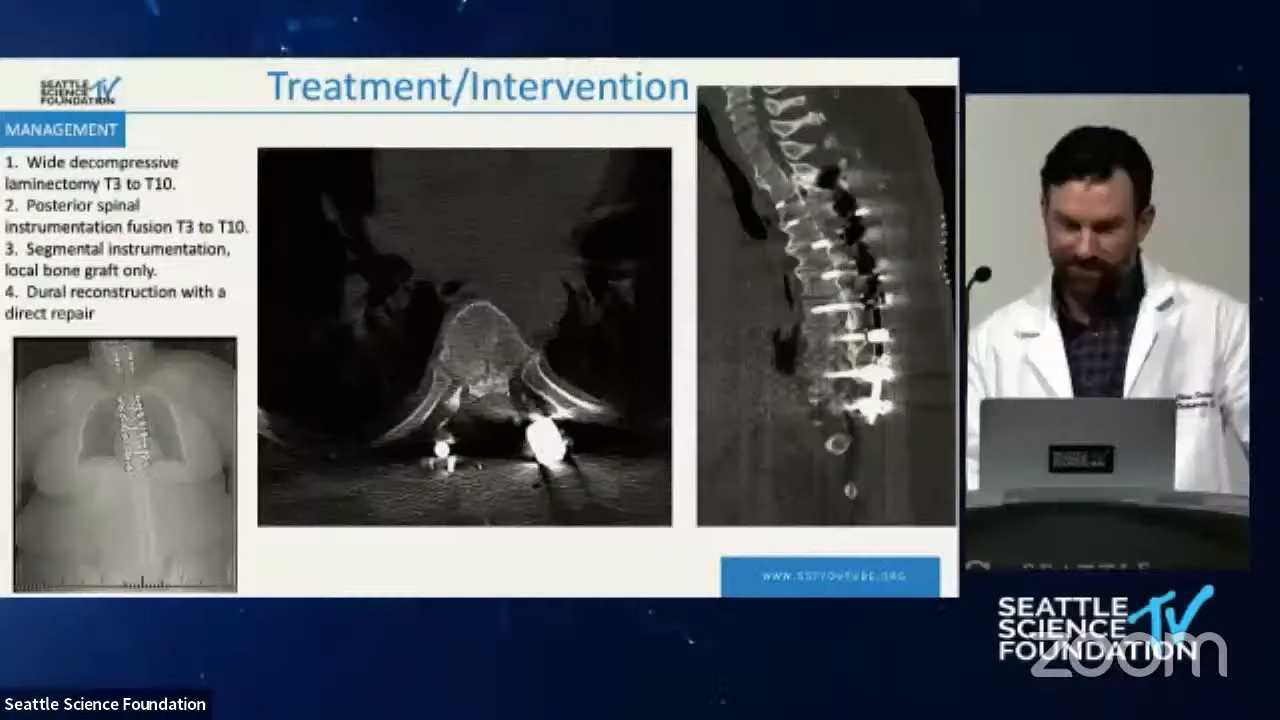 SEATTLE
SCIENCE
FOUNDATION
TV
Treatment/Intervention
MANAGEMENT
1. Wide decompressive
laminectomy T3 to T10.
2. Posterior spinal
instrumentation fusion T3 to T10.
3. Segmental instrumentation,
local bone graft only.
4. Dural reconstruction with a
direct repair
WWW.SSFYOUTUBE.ORG
SEATTLE
SEATTLE
SCIENCE
FOUNDATION
TV
zoom
Seattle Science Foundation